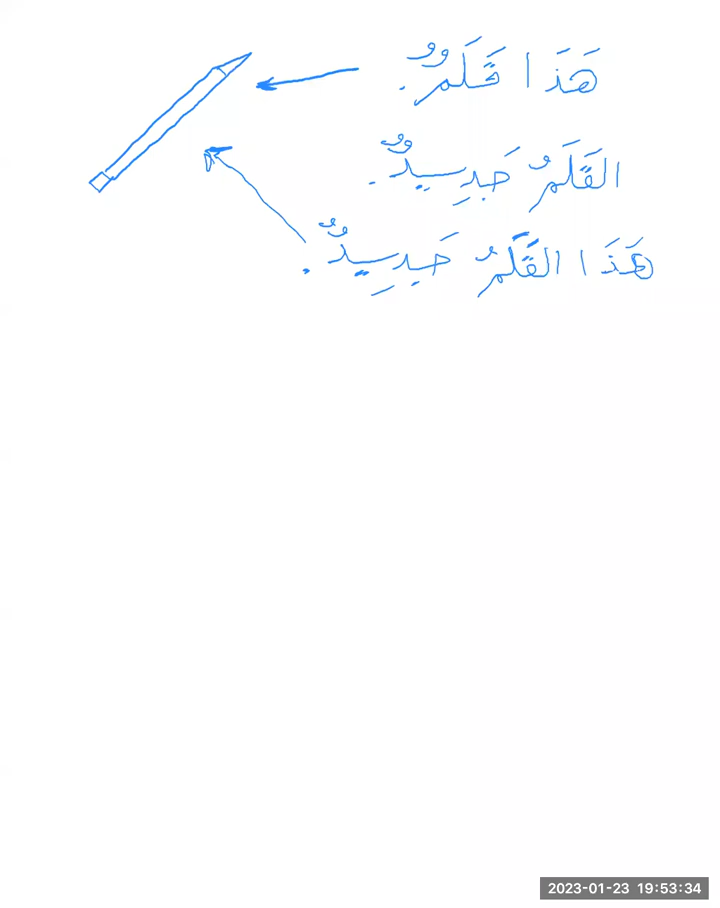 هَذَا قَلَمٌ.
القَلَمُ جَدِيدٌ.
هَذَا القَلَمُ جَدِيدٌ.
2023-01-23 19:53:34